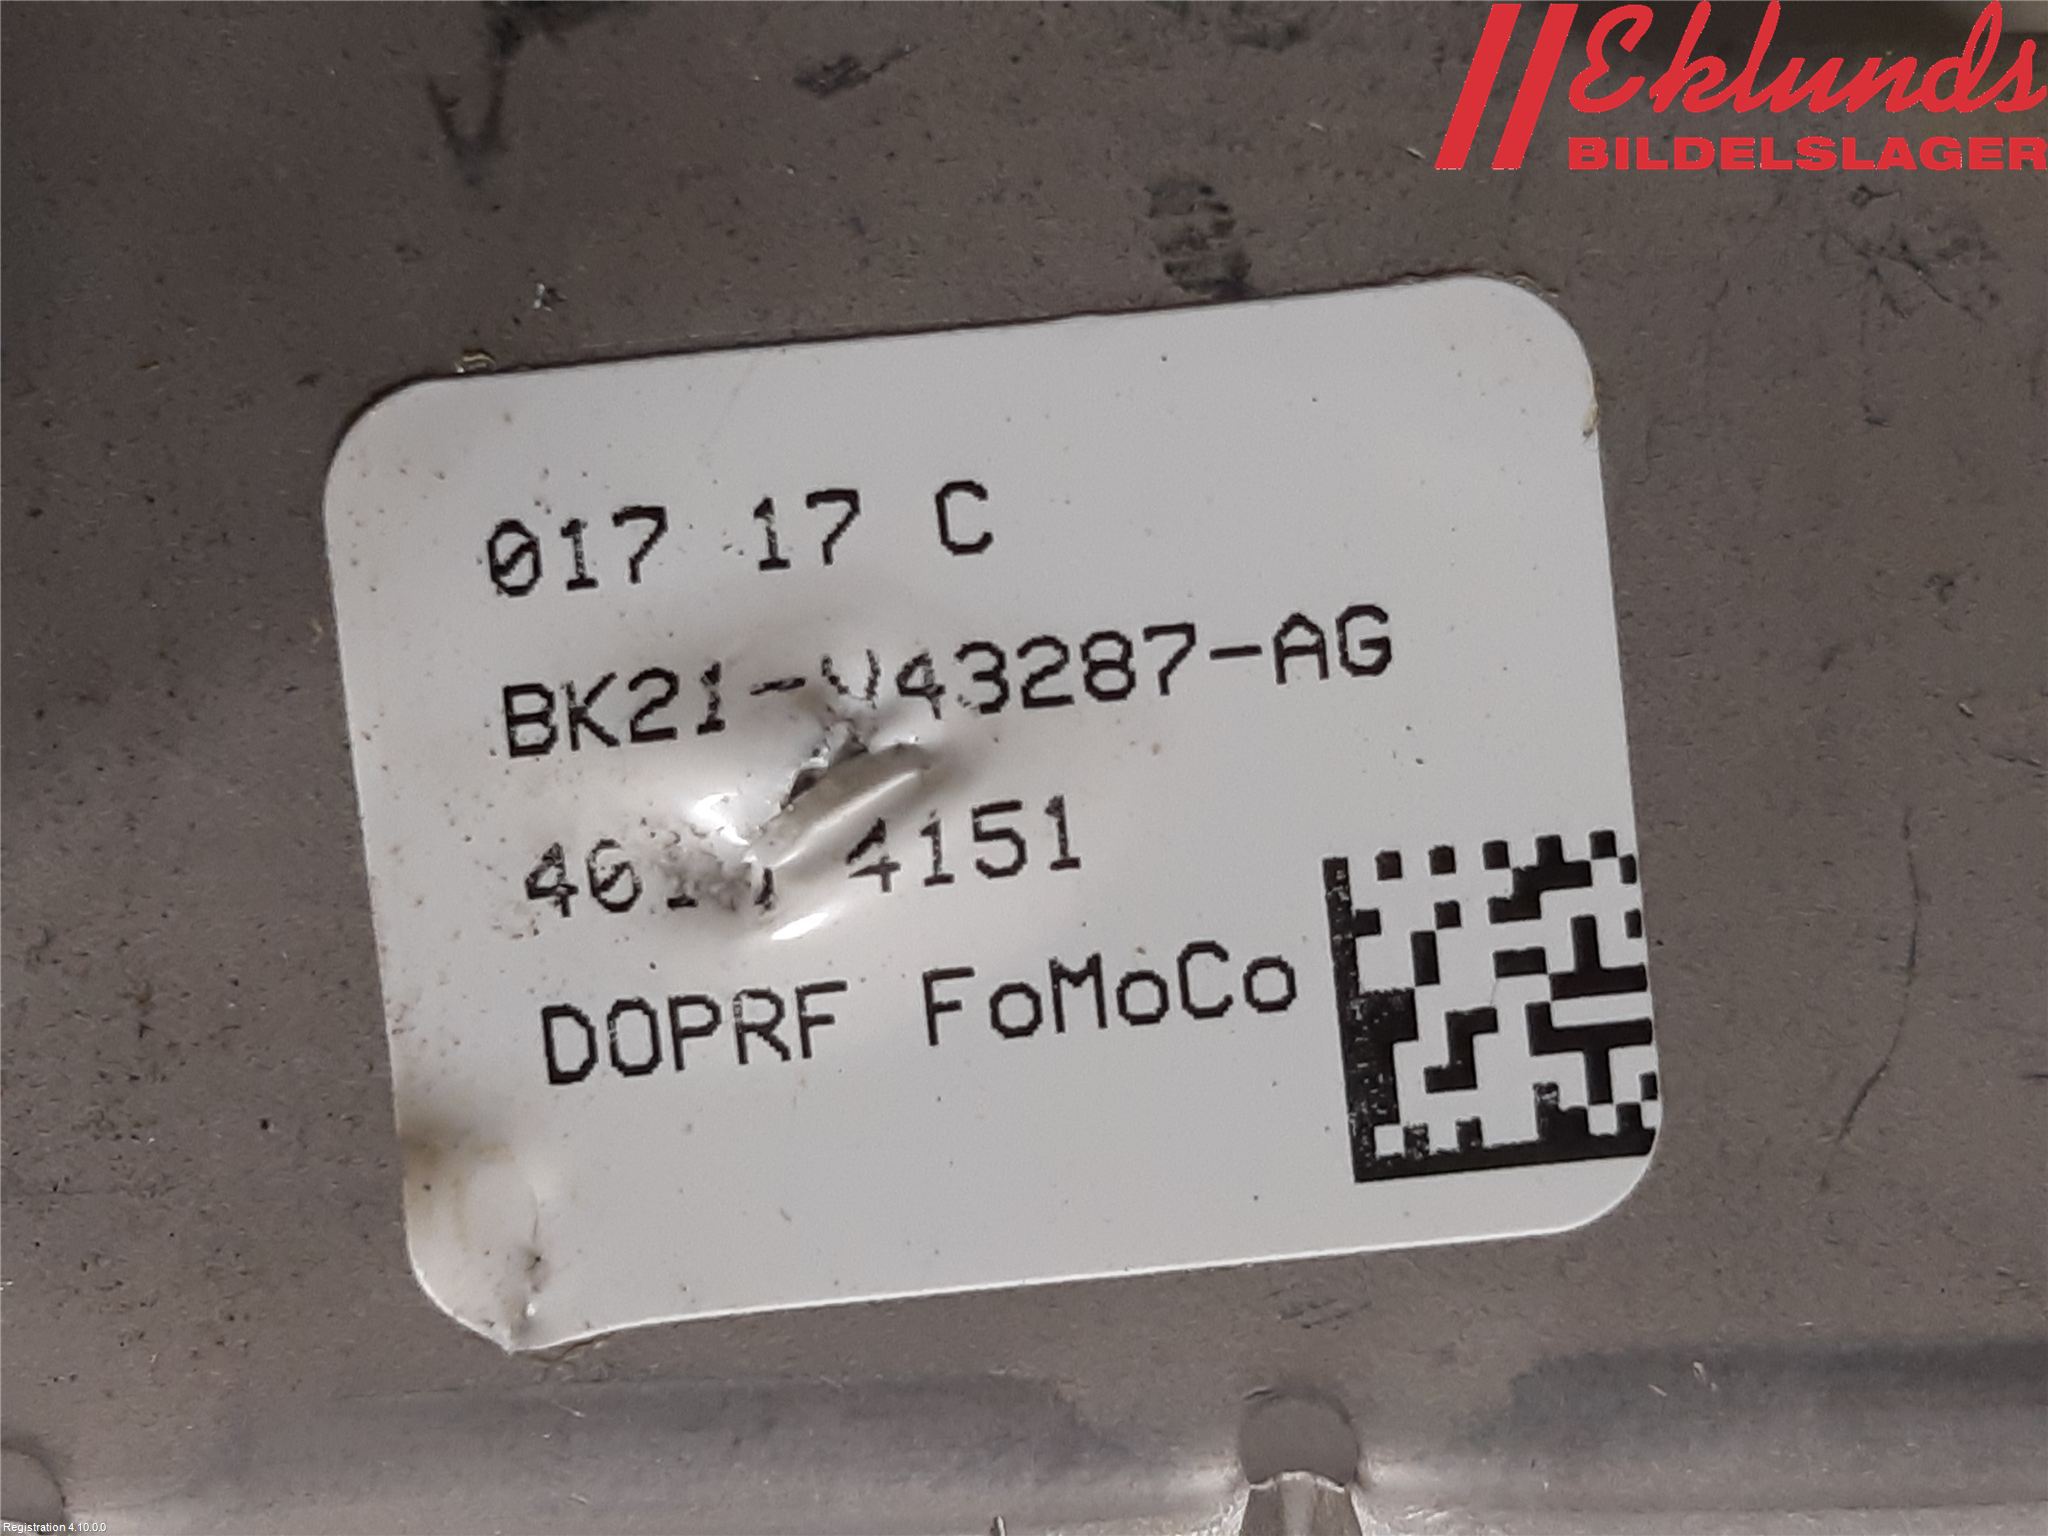 Eklunds
BILDELSLAGER
017 17 C
BK21-V43287-AG
4151
DOPRF FoMoCo
Registration 4.10.0.0